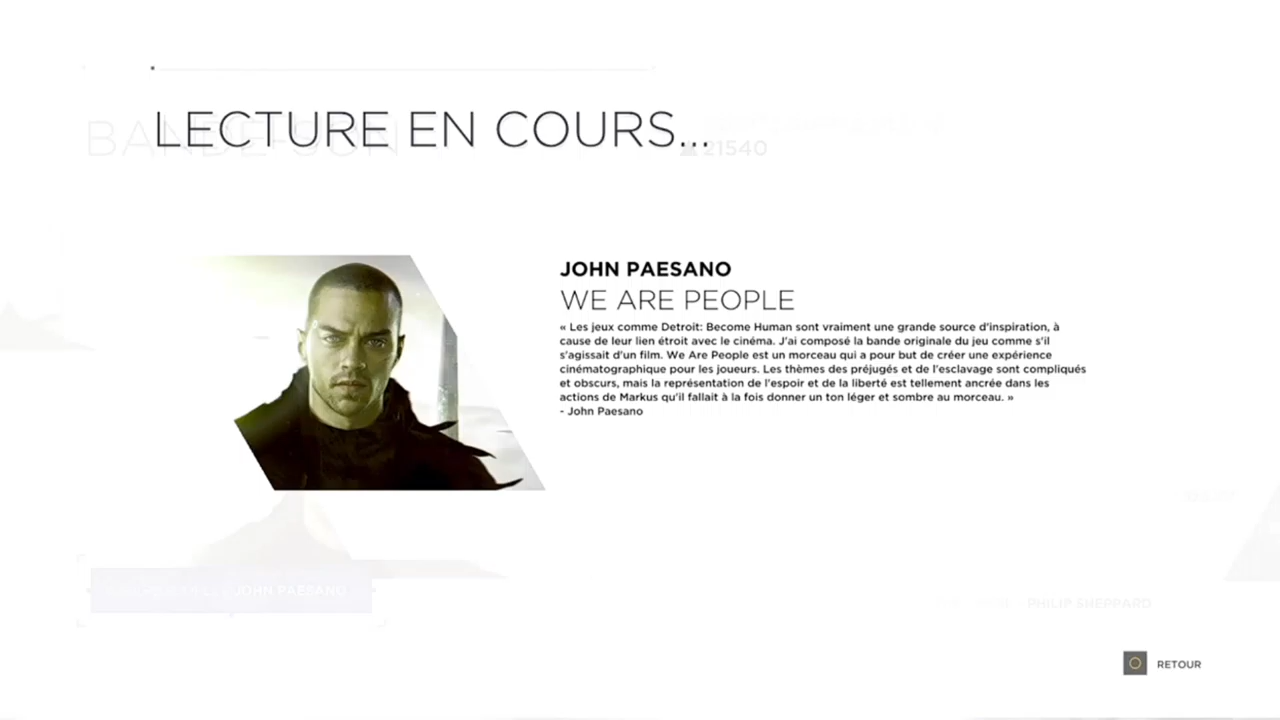 LECTURE EN COURS...
BANDE-SON
21540
JOHN PAESANO
WE ARE PEOPLE
« Les jeux comme Detroit: Become Human sont vraiment une grande source d'inspiration, à
cause de leur lien étroit avec le cinéma. J'ai composé la bande originale du jeu comme s'il
s'agissait d'un film. We Are People est un morceau qui a pour but de créer une expérience
cinématographique pour les joueurs. Les thèmes des préjugés et de l'esclavage sont compliqués
et obscurs, mais la représentation de l'espoir et de la liberté est tellement ancrée dans les
actions de Markus qu'il fallait à la fois donner un ton léger et sombre au morceau. »
- John Paesano
JOHN PAESANO
PHILIP SHEPPARD
RETOUR